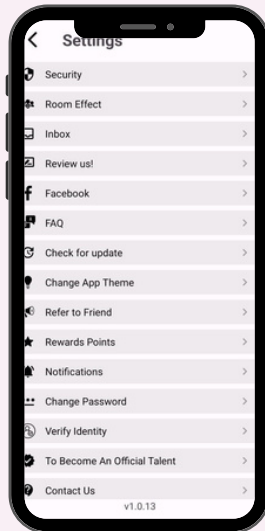 Settings
Security
Room Effect
Inbox
Review us!
Facebook
FAQ
Check for update
Change App Theme
Refer to Friend
Rewards Points
Notifications
Change Password
Verify Identity
To Become An Official Talent
Contact Us
v1.0.13